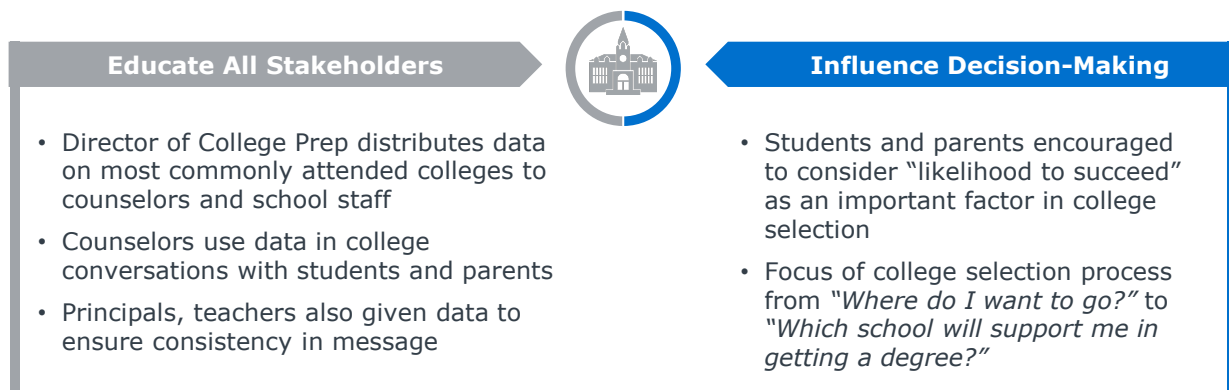 Educate All Stakeholders
• Director of College Prep distributes data
on most commonly attended colleges to
counselors and school staff
• Counselors use data in college
conversations with students and parents
• Principals, teachers also given data to
ensure consistency in message
Influence Decision-Making
• Students and parents encouraged
to consider “likelihood to succeed”
as an important factor in college
selection
• Focus of college selection process
from “Where do I want to go?” to
“Which school will support me in
getting a degree?”